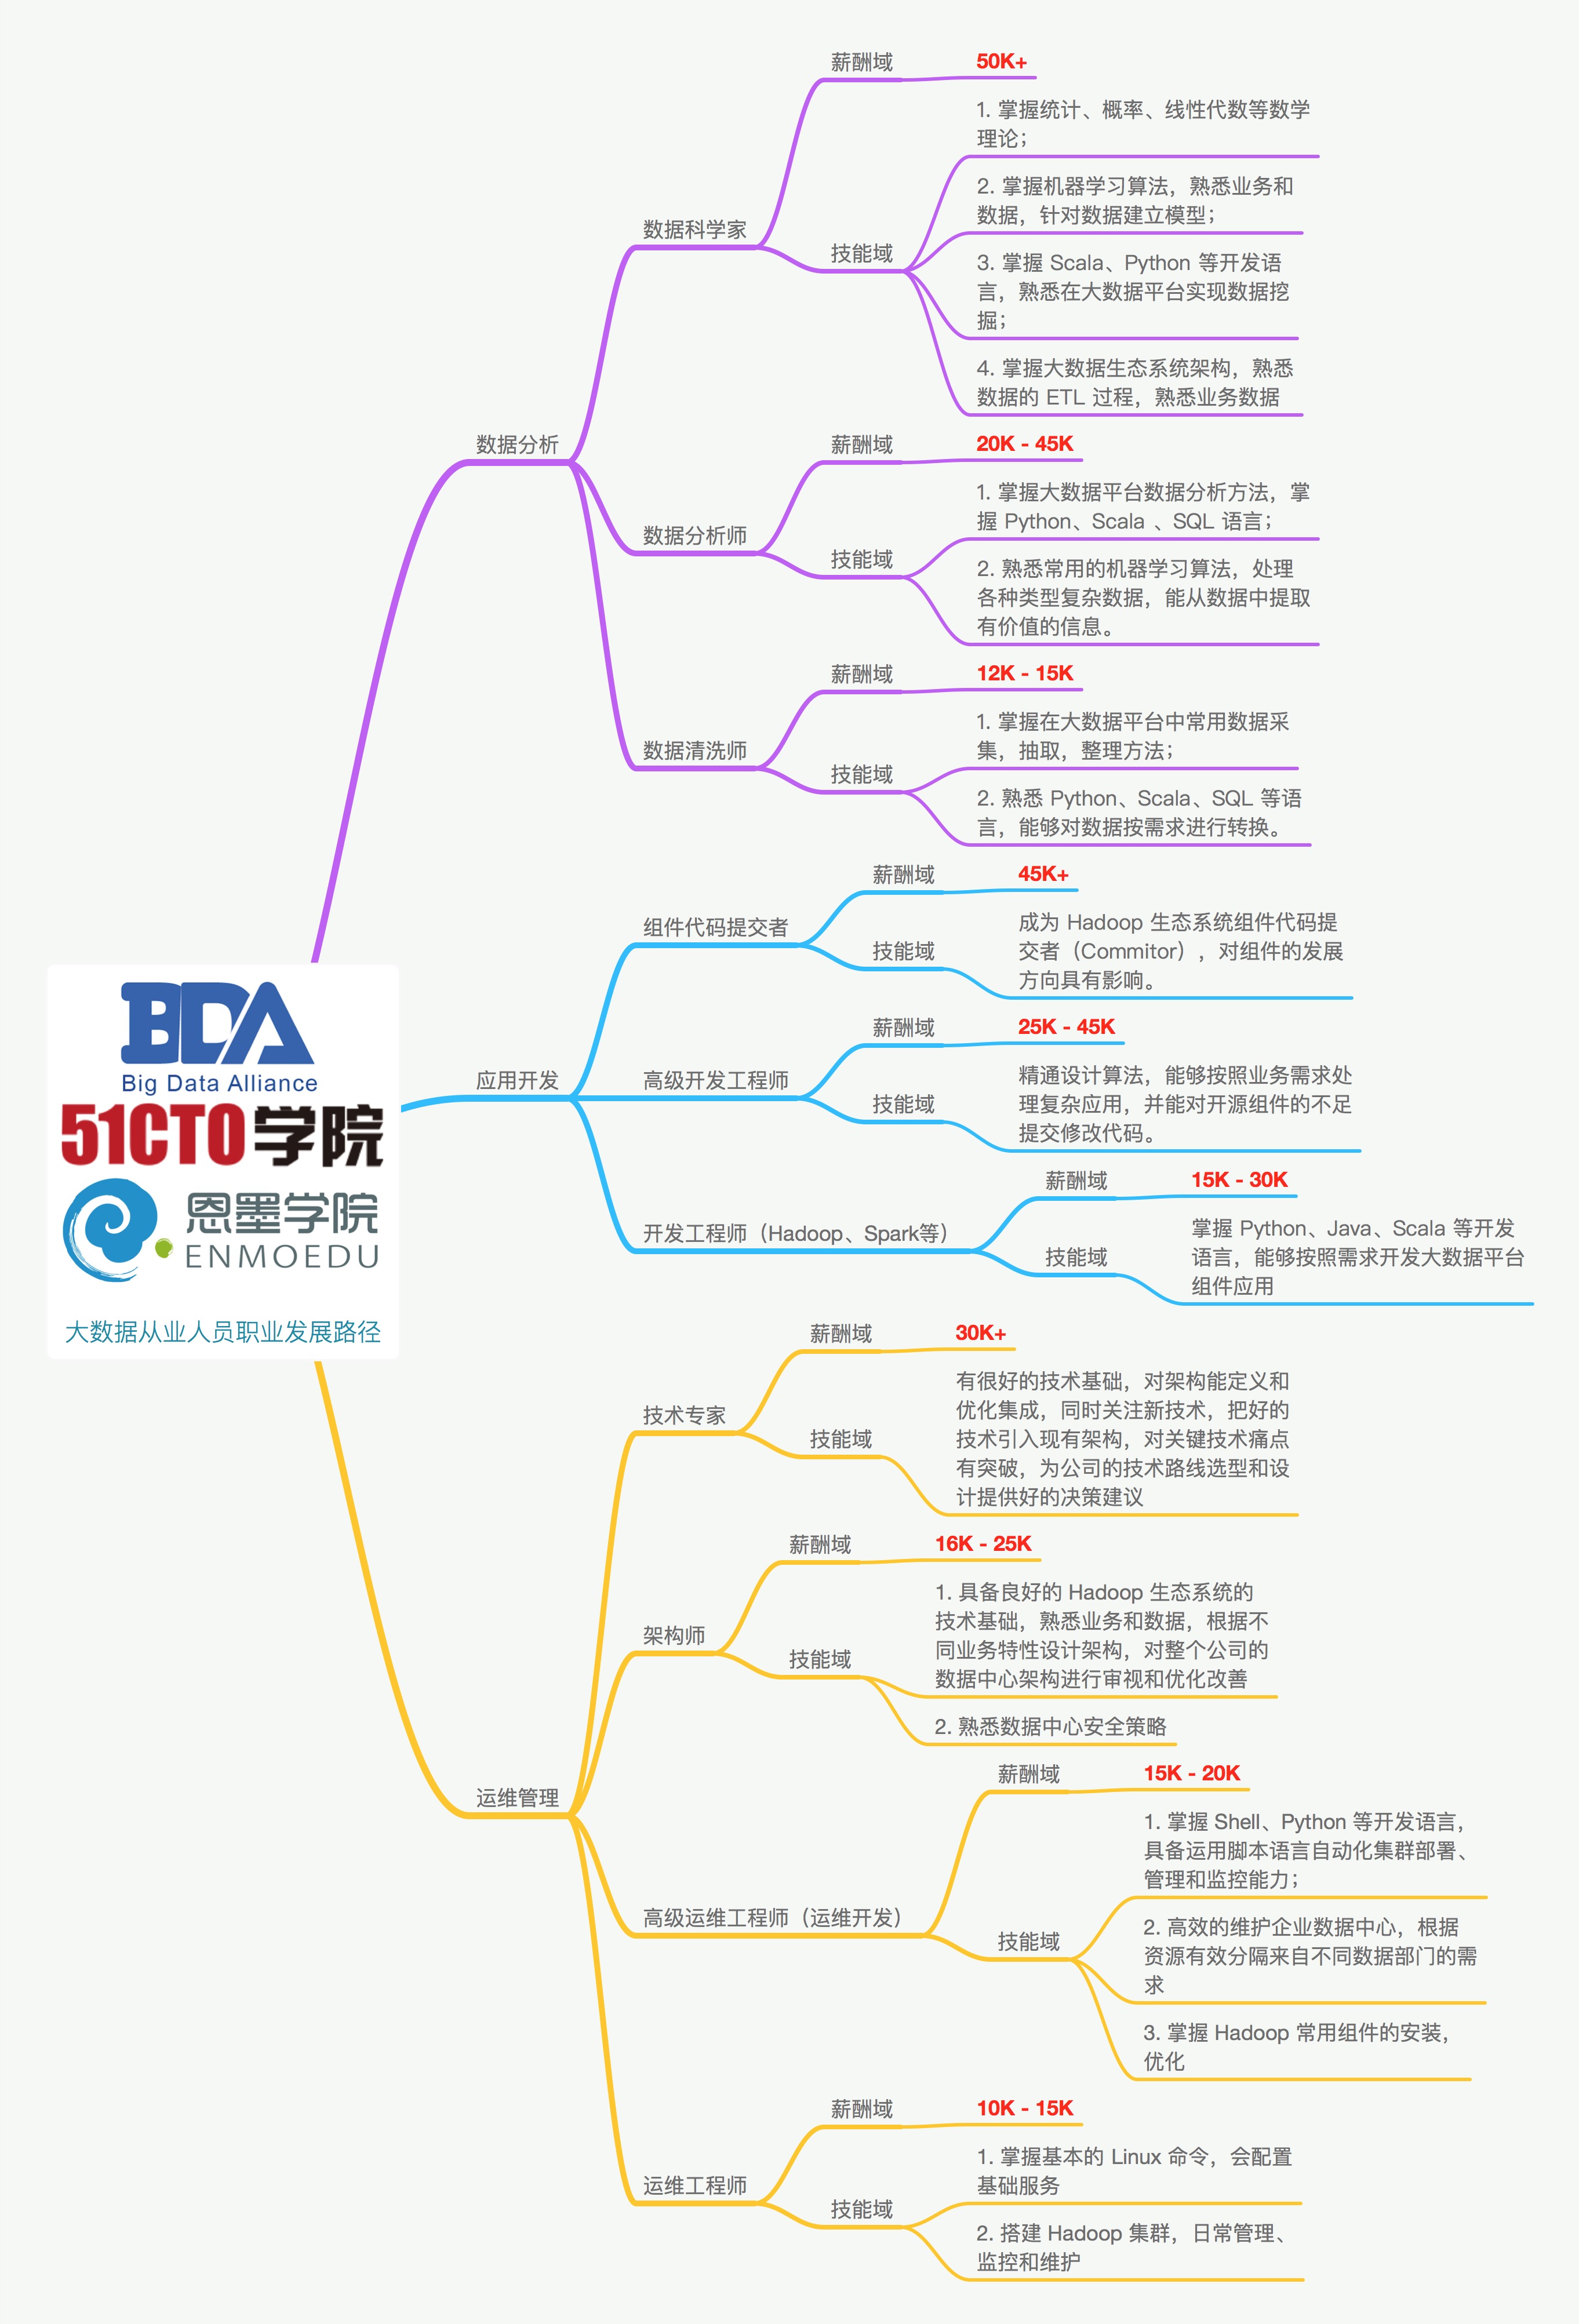 BDA
Big Data Alliance
51CTO学院
恩墨学院
ENMOEDU
大数据从业人员职业发展路径
数据分析
数据科学家
薪酬域
50K+
技能域
1. 掌握统计、概率、线性代数等数学
理论；
2. 掌握机器学习算法，熟悉业务和
数据，针对数据建立模型；
3. 掌握 Scala、Python 等开发语
言，熟悉在大数据平台实现数据挖
掘；
4. 掌握大数据生态系统架构，熟悉
数据的 ETL 过程，熟悉业务数据
数据分析师
薪酬域
20K - 45K
技能域
1. 掌握大数据平台数据分析方法，掌
握 Python、Scala 、SQL 语言；
2. 熟悉常用的机器学习算法，处理
各种类型复杂数据，能从数据中提取
有价值的信息。
数据清洗师
薪酬域
12K - 15K
技能域
1. 掌握在大数据平台中常用数据采
集，抽取，整理方法；
2. 熟悉 Python、Scala、SQL 等语
言，能够对数据按需求进行转换。
应用开发
组件代码提交者
薪酬域
45K+
技能域
成为 Hadoop 生态系统组件代码提
交者（Commitor），对组件的发展
方向具有影响。
高级开发工程师
薪酬域
25K - 45K
技能域
精通设计算法，能够按照业务需求处
理复杂应用，并能对开源组件的不足
提交修改代码。
开发工程师（Hadoop、Spark等）
薪酬域
15K - 30K
技能域
掌握 Python、Java、Scala 等开发
语言，能够按照需求开发大数据平台
组件应用
运维管理
技术专家
薪酬域
30K+
技能域
有很好的技术基础，对架构能定义和
优化集成，同时关注新技术，把好的
技术引入现有架构，对关键技术痛点
有突破，为公司的技术路线选型和设
计提供好的决策建议
架构师
薪酬域
16K - 25K
技能域
1. 具备良好的 Hadoop 生态系统的
技术基础，熟悉业务和数据，根据不
同业务特性设计架构，对整个公司的
数据中心架构进行审视和优化改善
2. 熟悉数据中心安全策略
高级运维工程师（运维开发）
薪酬域
15K - 20K
技能域
1. 掌握 Shell、Python 等开发语言，
具备运用脚本语言自动化集群部署、
管理和监控能力；
2. 高效的维护企业数据中心，根据
资源有效分隔来自不同数据部门的需
求
3. 掌握 Hadoop 常用组件的安装，
优化
运维工程师
薪酬域
10K - 15K
技能域
1. 掌握基本的 Linux 命令，会配置
基础服务
2. 搭建 Hadoop 集群，日常管理、
监控和维护